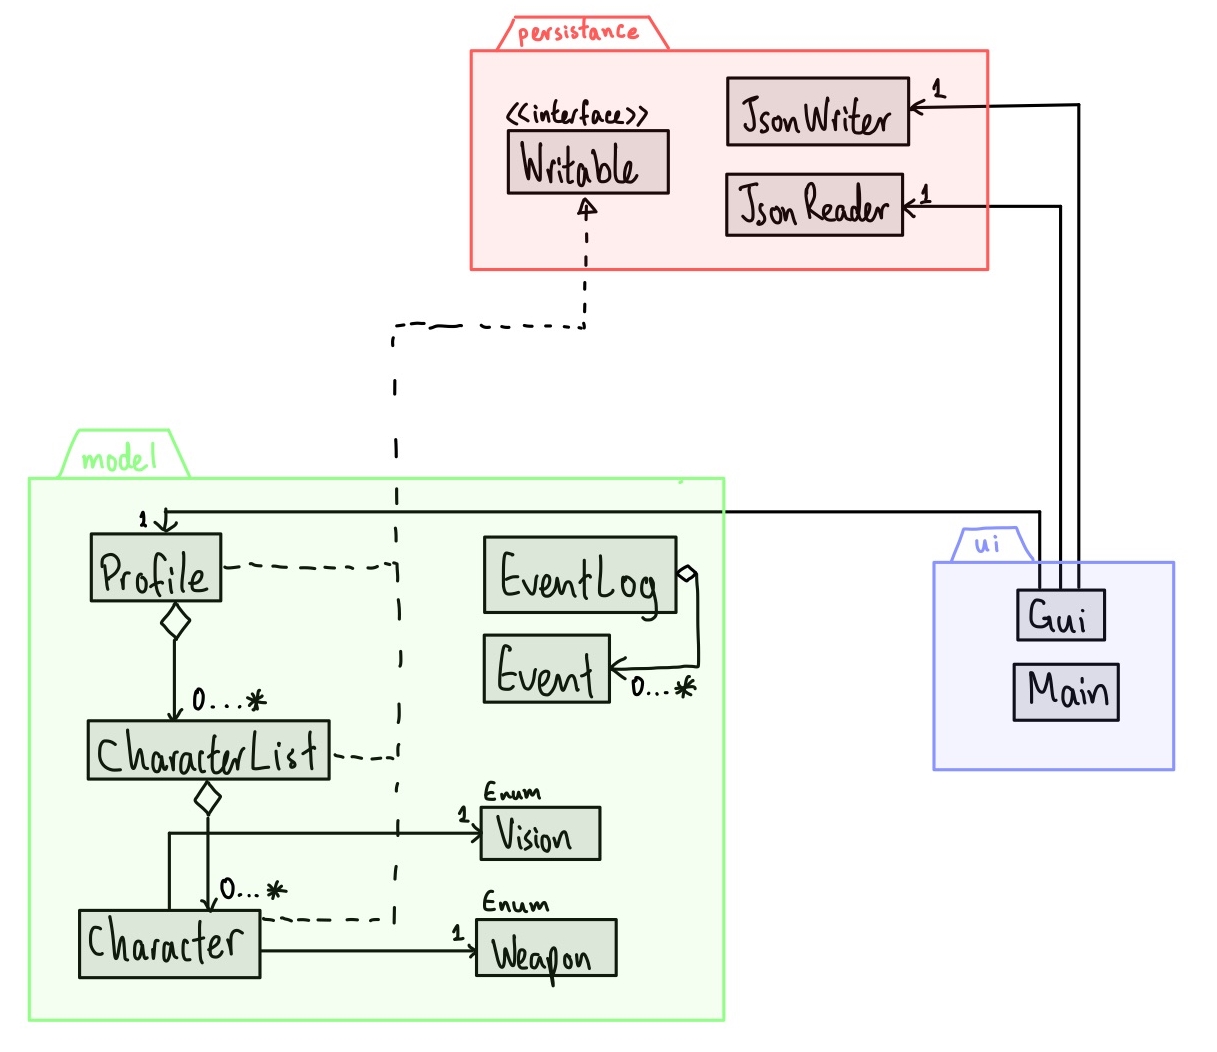 persistance
<<interface>>
Writable
JsonWriter
1
JsonReader
1
model
1
Profile
0...*
CharacterList
0...*
Character
EventLog
Event
0...*
Enum
1
Vision
Enum
1
Weapon
ui
Gui
Main